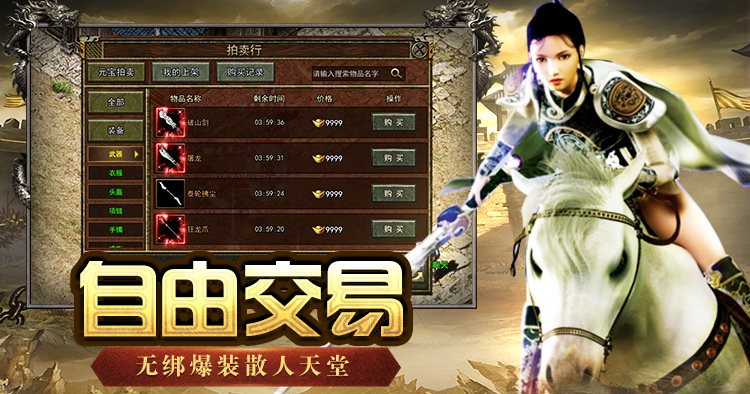 拍卖行
元宝拍卖 我的上架 购买记录 请输入搜索物品名字
全部
装备
武器
衣服
头盔
项链
手镯
物品名称 剩余时间 价格 操作
破山剑 03:59:36 9999 购买
屠龙 03:59:31 9999 购买
泰轮拂尘 03:59:24 9999 购买
狂龙爪 03:59:20 9999 购买
自由交易
无绑爆装散人天堂